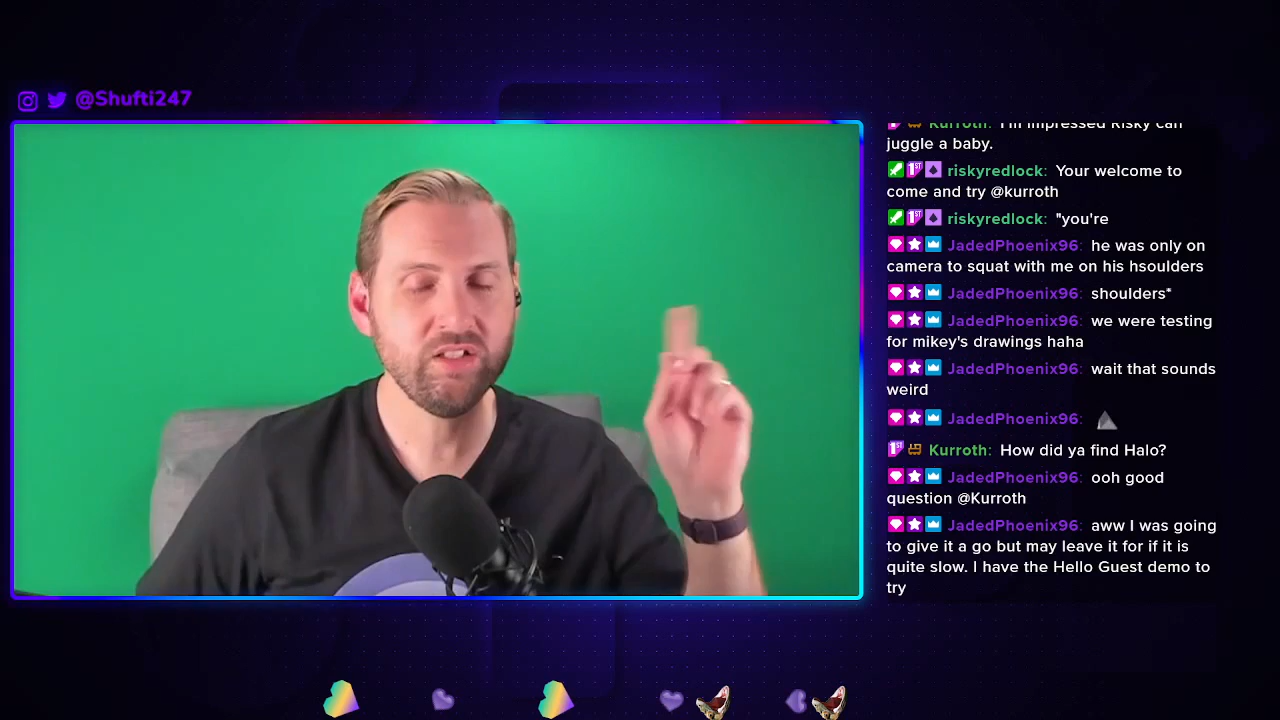 @Shufti247
Kurroth: I'm impressed Risky can
juggle a baby.
riskyredlock: Your welcome to
come and try @kurroth
riskyredlock: "you're
JadedPhoenix96: he was only on
camera to squat with me on his hsoulders
JadedPhoenix96: shoulders*
JadedPhoenix96: we were testing
for mikey's drawings haha
JadedPhoenix96: wait that sounds
weird
JadedPhoenix96:
Kurroth: How did ya find Halo?
JadedPhoenix96: ooh good
question @Kurroth
JadedPhoenix96: aww I was going
to give it a go but may leave it for if it is
quite slow. I have the Hello Guest demo to
try